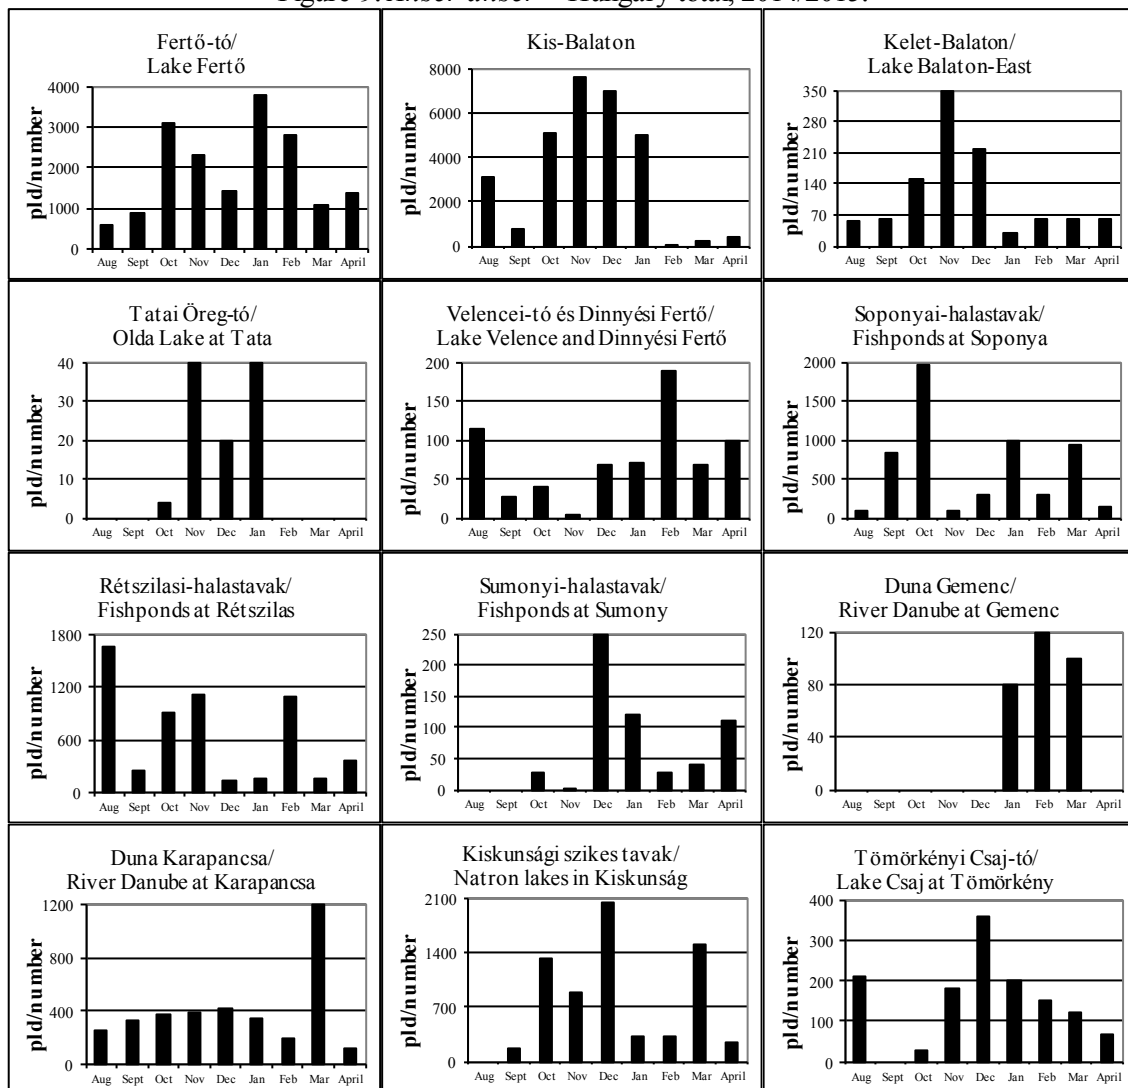 Figure 9. Anser anser – Hungary total, 2014/2015.
Fertő-tó/
Lake Fertő
pld/number
4000
3000
2000
1000
0
Aug Sept Oct Nov Dec Jan Feb Mar April
Kis-Balaton
pld/number
8000
6000
4000
2000
0
Aug Sept Oct Nov Dec Jan Feb Mar April
Kelet-Balaton/
Lake Balaton-East
pld/number
350
280
210
140
70
0
Aug Sept Oct Nov Dec Jan Feb Mar April
Tatai Öreg-tó/
Olda Lake at Tata
pld/number
40
30
20
10
0
Aug Sept Oct Nov Dec Jan Feb Mar April
Velencei-tó és Dinnyési Fertő/
Lake Velence and Dinnyési Fertő
pld/number
200
150
100
50
0
Aug Sept Oct Nov Dec Jan Feb Mar April
Soponyai-halastavak/
Fishponds at Soponya
pld/number
2000
1500
1000
500
0
Aug Sept Oct Nov Dec Jan Feb Mar April
Rétszilasi-halastavak/
Fishponds at Rétszilas
pld/number
1800
1200
600
0
Aug Sept Oct Nov Dec Jan Feb Mar April
Sumonyi-halastavak/
Fishponds at Sumony
pld/number
250
200
150
100
50
0
Aug Sept Oct Nov Dec Jan Feb Mar April
Duna Gemenc/
River Danube at Gemenc
pld/number
120
80
40
0
Aug Sept Oct Nov Dec Jan Feb Mar April
Duna Karapancsa/
River Danube at Karapancsa
pld/number
1200
800
400
0
Aug Sept Oct Nov Dec Jan Feb Mar April
Kiskunsági szikes tavak/
Natron lakes in Kiskunság
pld/number
2100
1400
700
0
Aug Sept Oct Nov Dec Jan Feb Mar April
Tömörkényi Csaj-tó/
Lake Csaj at Tömörkény
pld/number
400
300
200
100
0
Aug Sept Oct Nov Dec Jan Feb Mar April